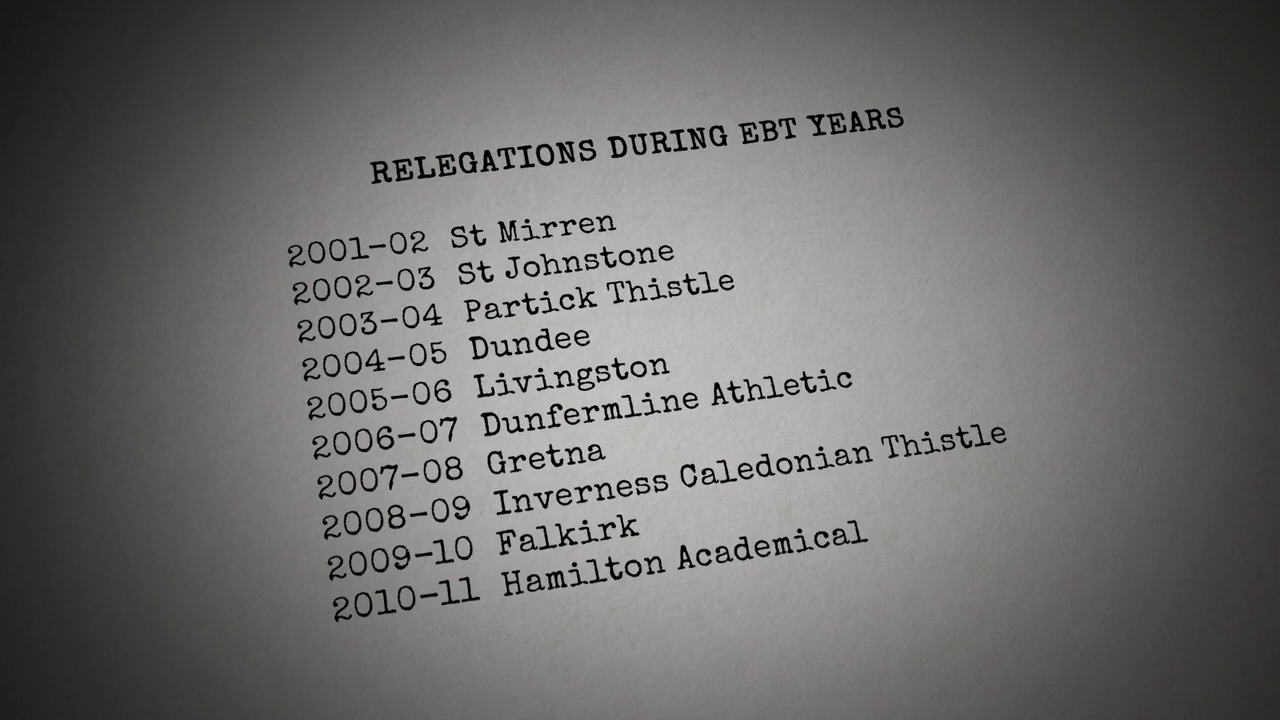 RELEGATIONS DURING EBT YEARS
2001-02 St Mirren
2002-03 St Johnstone
2003-04 Partick Thistle
2004-05 Dundee
2005-06 Livingston
2006-07 Dunfermline Athletic
2007-08 Gretna
2008-09 Inverness Caledonian Thistle
2009-10 Falkirk
2010-11 Hamilton Academical